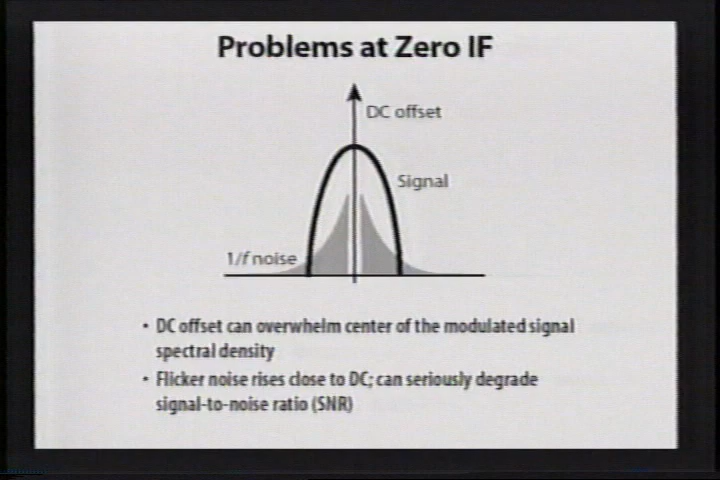 Problems at Zero IF
DC offset
Signal
1/f noise
• DC offset can overwhelm center of the modulated signal
spectral density
• Flicker noise rises close to DC; can seriously degrade
signal-to-noise ratio (SNR)